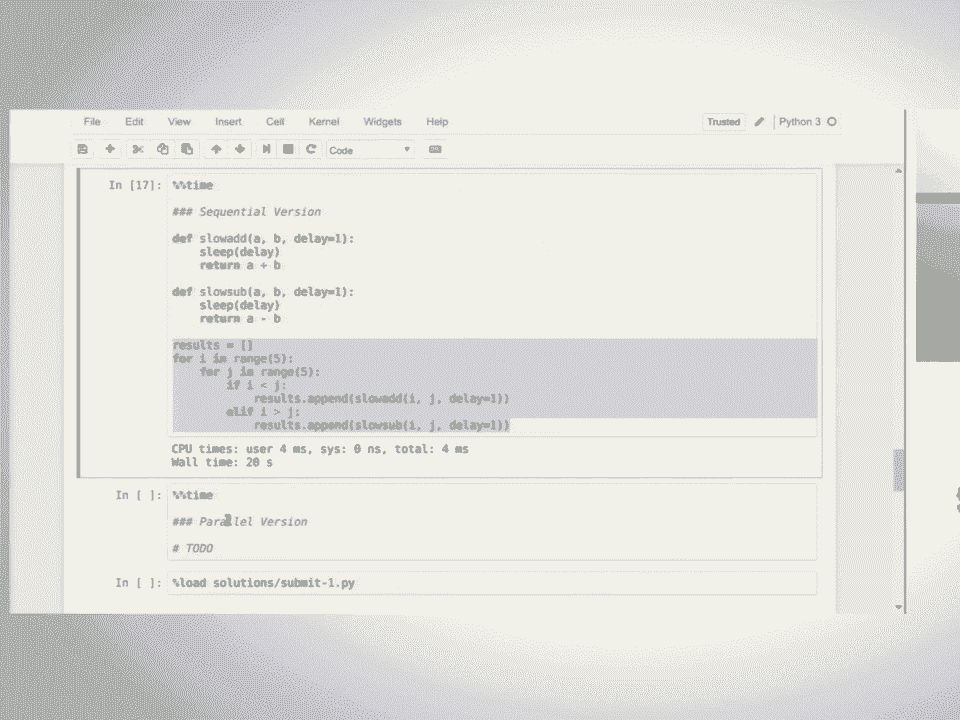 File Edit View Insert Cell Kernel Widgets Help Trusted Python 3
Code
In [17]: %%time
### Sequential Version
def slowadd(a, b, delay=1):
    sleep(delay)
    return a + b
def slowsub(a, b, delay=1):
    sleep(delay)
    return a - b
results = []
for i in range(5):
    for j in range(5):
        if i < j:
            results.append(slowadd(i, j, delay=1))
        elif i > j:
            results.append(slowsub(i, j, delay=1))
CPU times: user 4 ms, sys: 0 ns, total: 4 ms
Wall time: 20 s
In [ ]: %%time
### Parallel Version
# TODO
In [ ]: %load solutions/submit-1.py